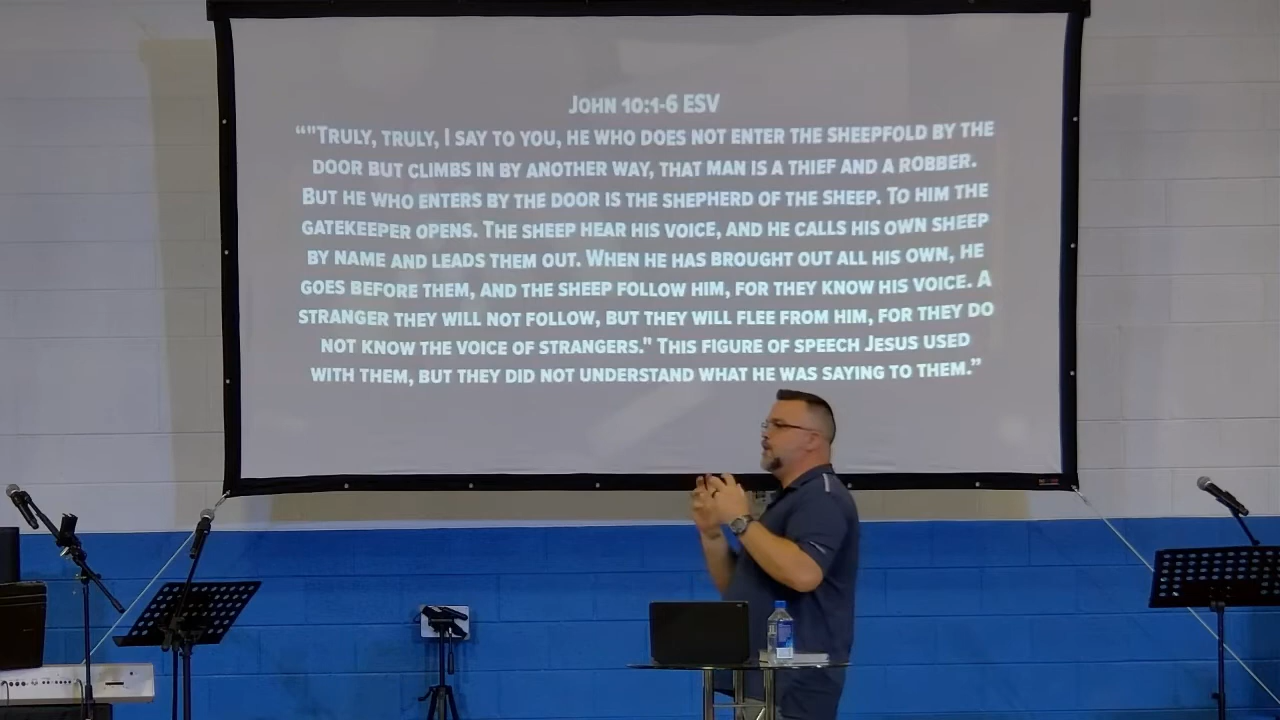 John 10:1-6 ESV
“"Truly, truly, I say to you, he who does not enter the sheepfold by the
door but climbs in by another way, that man is a thief and a robber.
But he who enters by the door is the shepherd of the sheep. To him the
gatekeeper opens. The sheep hear his voice, and he calls his own sheep
by name and leads them out. When he has brought out all his own, he
goes before them, and the sheep follow him, for they know his voice. A
stranger they will not follow, but they will flee from him, for they do
not know the voice of strangers." This figure of speech Jesus used
with them, but they did not understand what he was saying to them.”